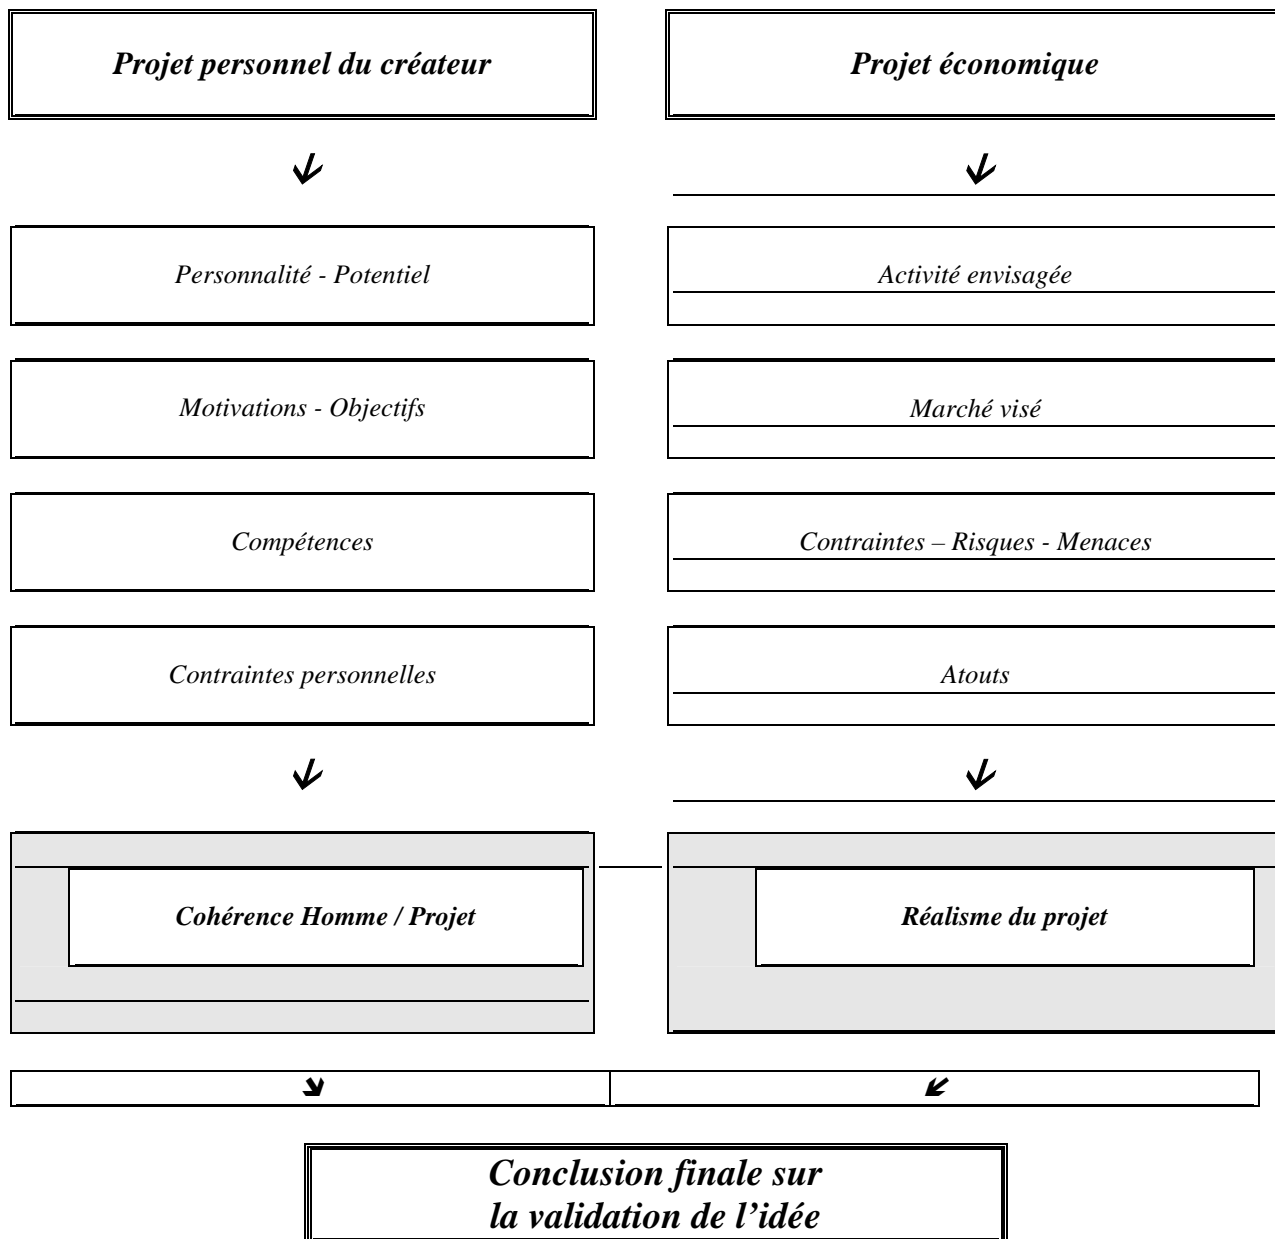 Projet personnel du créateur
Projet économique
Personnalité - Potentiel
Activité envisagée
Motivations - Objectifs
Marché visé
Compétences
Contraintes – Risques - Menaces
Contraintes personnelles
Atouts
Cohérence Homme / Projet
Réalisme du projet
Conclusion finale sur
la validation de l’idée